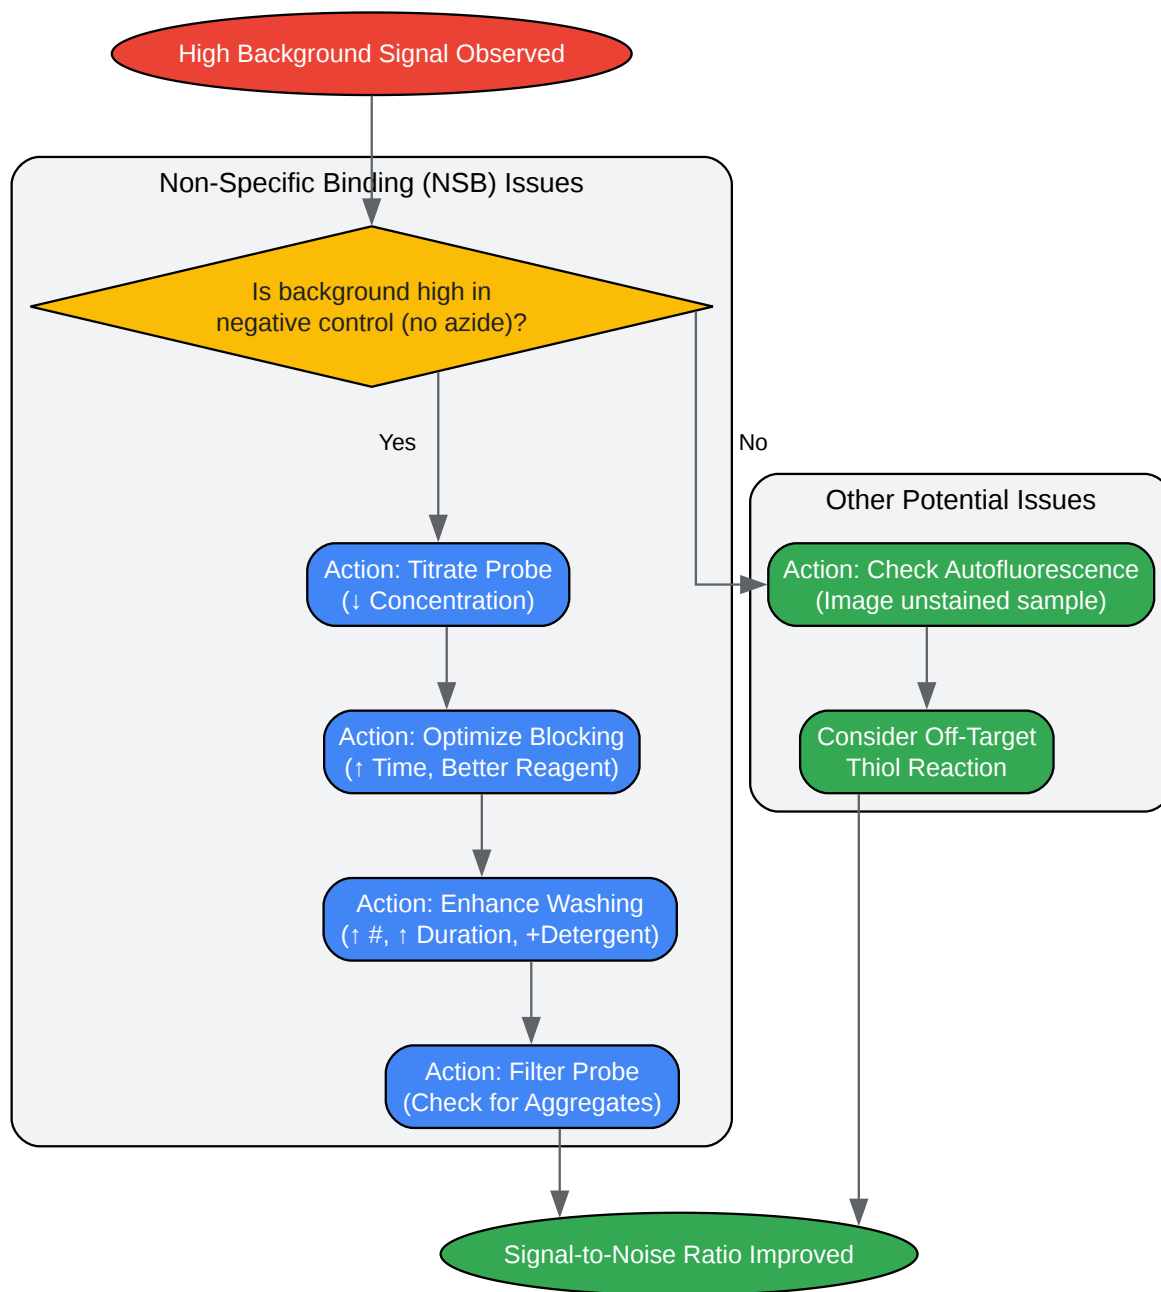 High Background Signal Observed
Non-Specific Binding (NSB) Issues
Is background high in
negative control (no azide)?
Yes
No
Other Potential Issues
Action: Titrate Probe
(↓ Concentration)
Action: Check Autofluorescence
(Image unstained sample)
Action: Optimize Blocking
(↑ Time, Better Reagent)
Consider Off-Target
Thiol Reaction
Action: Enhance Washing
(↑ #, ↑ Duration, +Detergent)
Action: Filter Probe
(Check for Aggregates)
Signal-to-Noise Ratio Improved